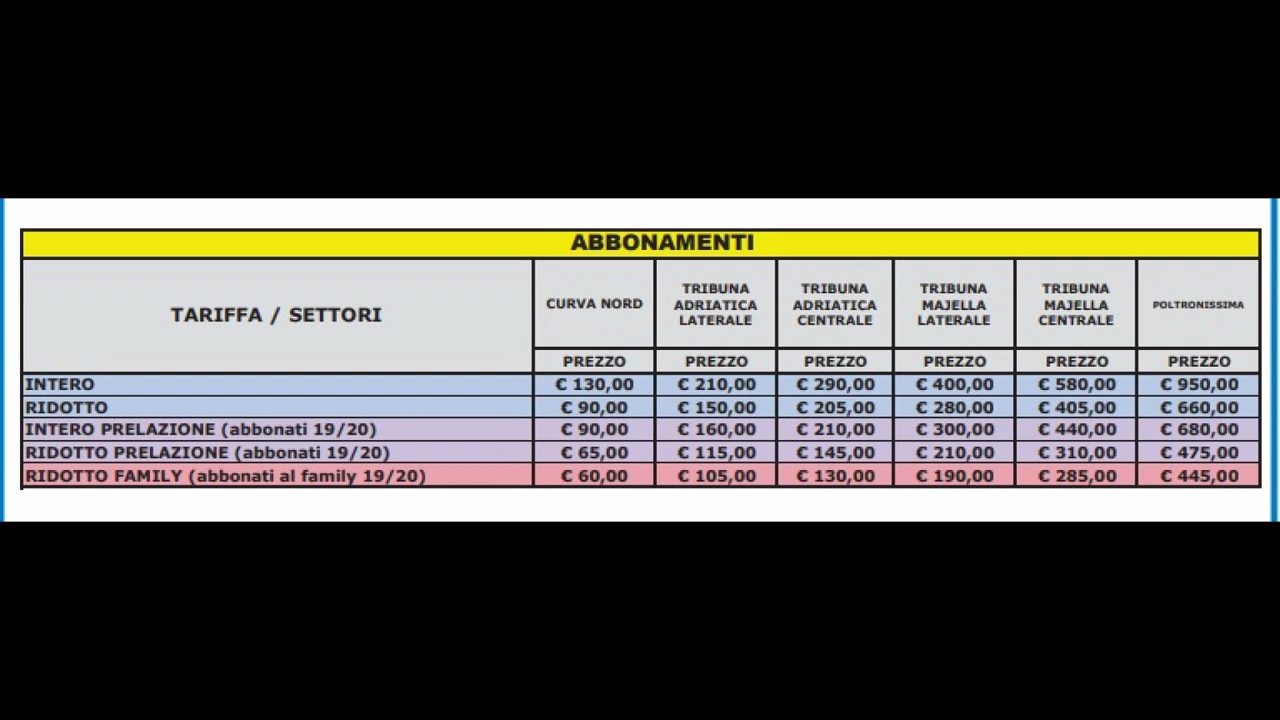 ABBONAMENTI
TARIFFA / SETTORI
CURVA NORD
TRIBUNA
ADRIATICA
LATERALE
TRIBUNA
ADRIATICA
CENTRALE
TRIBUNA
MAJELLA
LATERALE
TRIBUNA
MAJELLA
CENTRALE
POLTRONISSIMA
PREZZO PREZZO PREZZO PREZZO PREZZO PREZZO
INTERO € 130,00 € 210,00 € 290,00 € 400,00 € 580,00 € 950,00
RIDOTTO € 90,00 € 150,00 € 205,00 € 280,00 € 405,00 € 660,00
INTERO PRELAZIONE (abbonati 19/20) € 90,00 € 160,00 € 210,00 € 300,00 € 440,00 € 680,00
RIDOTTO PRELAZIONE (abbonati 19/20) € 65,00 € 115,00 € 145,00 € 210,00 € 310,00 € 475,00
RIDOTTO FAMILY (abbonati al family 19/20) € 60,00 € 105,00 € 130,00 € 190,00 € 285,00 € 445,00